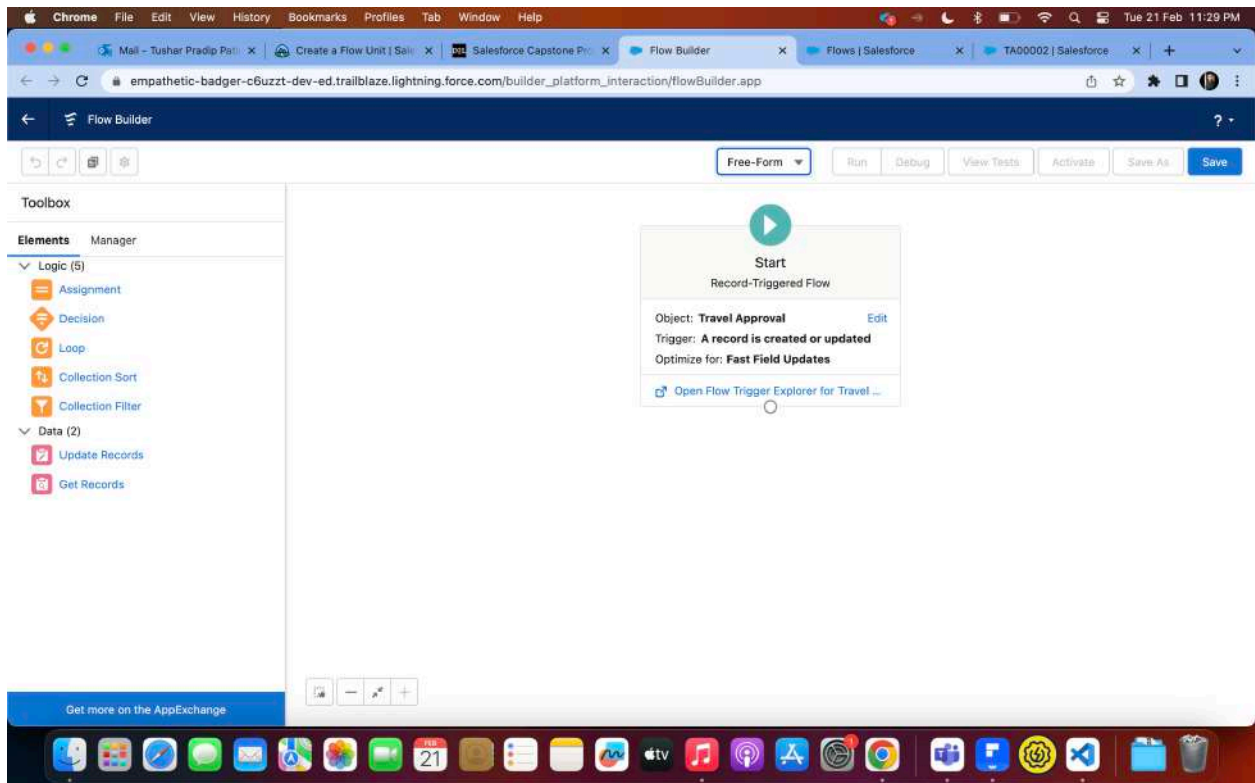 Chrome File Edit View History Bookmarks Profiles Tab Window Help Tue 21 Feb 11:29 PM
Mail – Tushar Pradip Pati Create a Flow Unit | Sale Salesforce Capstone Pro Flow Builder Flows | Salesforce TA00002 | Salesforce
empathetic-badger-c6uzzt-dev-ed.trailblaze.lightning.force.com/builder_platform_interaction/flowBuilder.app
Flow Builder ?
Free-Form Run Debug View Tests Activate Save As Save
Toolbox
Elements Manager
Logic (5)
Assignment
Decision
Loop
Collection Sort
Collection Filter
Data (2)
Update Records
Get Records
Get more on the AppExchange
Start
Record-Triggered Flow
Object: Travel Approval Edit
Trigger: A record is created or updated
Optimize for: Fast Field Updates
Open Flow Trigger Explorer for Travel ...
FEB
21
tv